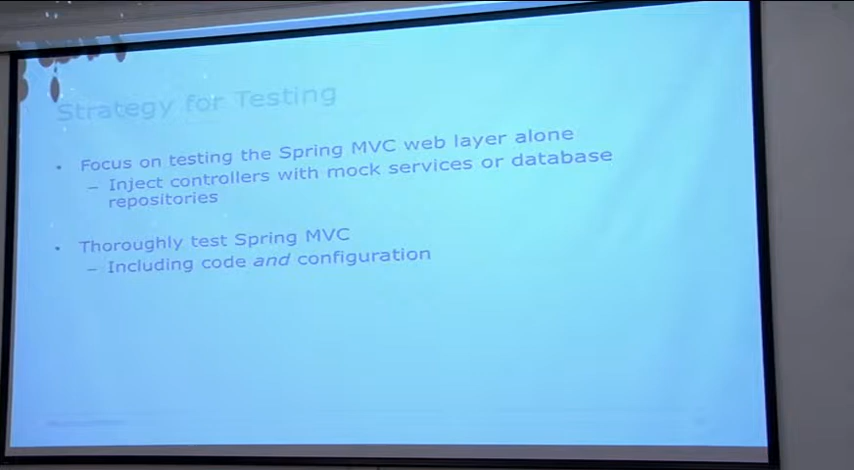 Strategy for Testing
• Focus on testing the Spring MVC web layer alone
– Inject controllers with mock services or database
repositories
• Thoroughly test Spring MVC
– Including code and configuration